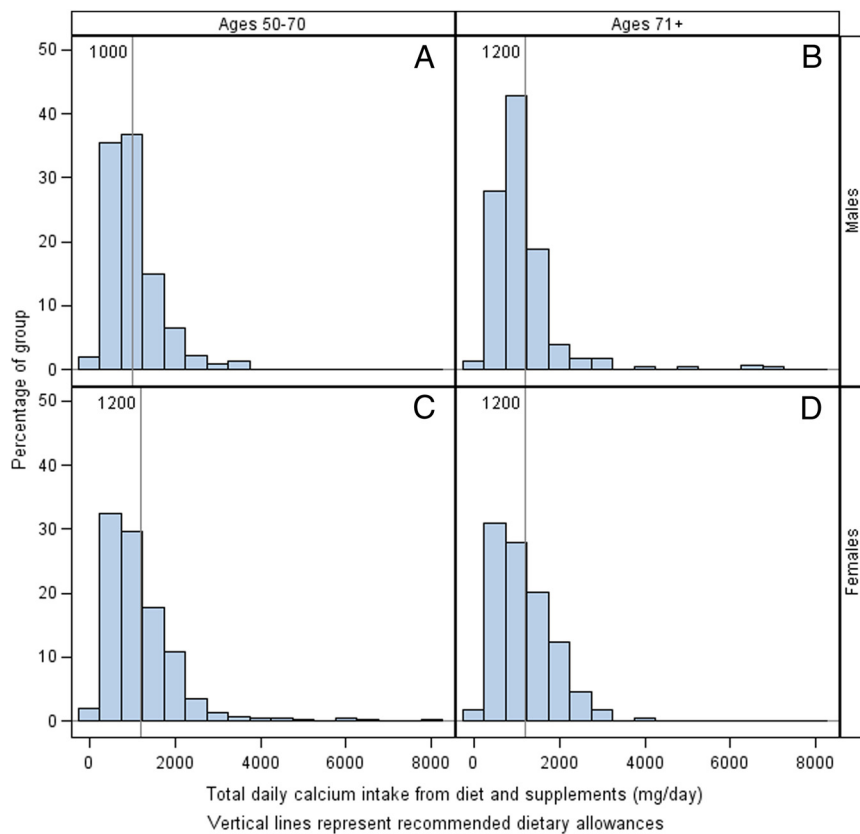 Ages 50-70
Ages 71+
50
1000
A
1200
B
40
30
20
10
0
Males
50
1200
C
1200
D
40
30
20
10
0
Females
Percentage of group
0 2000 4000 6000 8000
0 2000 4000 6000 8000
Total daily calcium intake from diet and supplements (mg/day)
Vertical lines represent recommended dietary allowances